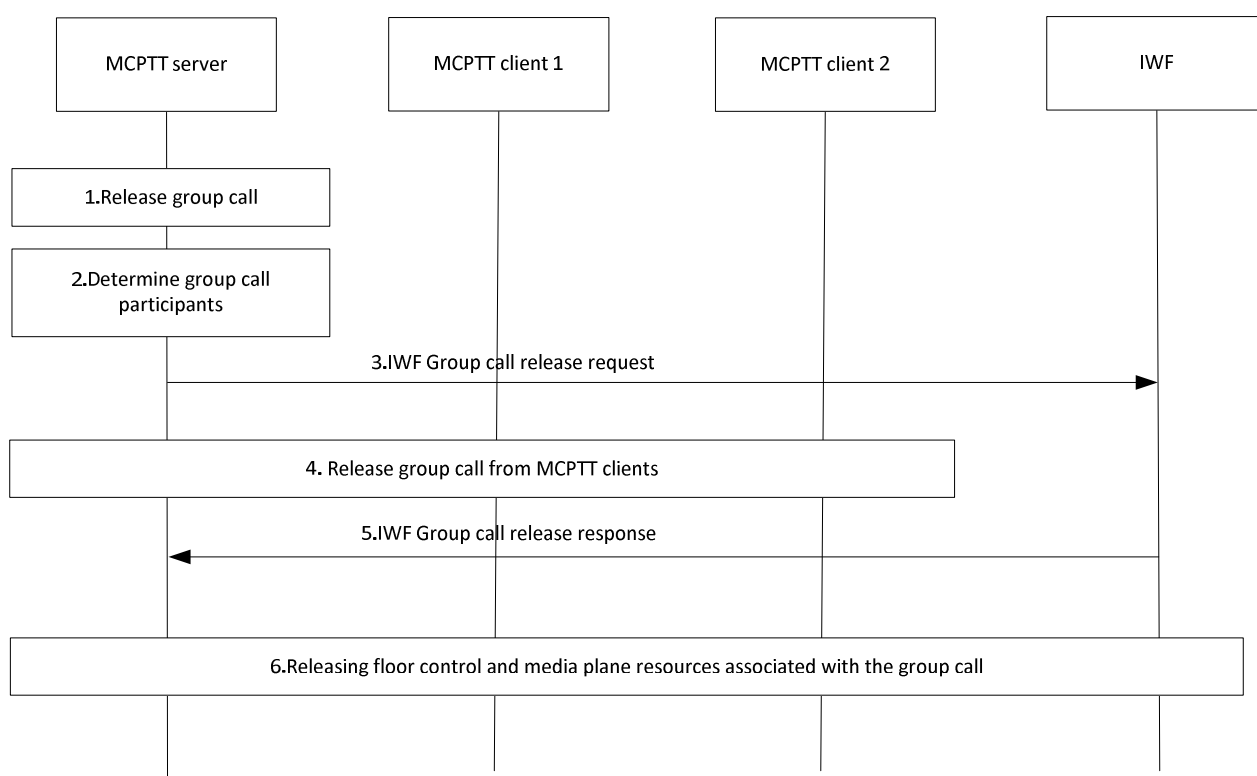 MCPTT server
MCPTT client 1
MCPTT client 2
IWF
1.Release group call
2.Determine group call
participants
3.IWF Group call release request
4. Release group call from MCPTT clients
5.IWF Group call release response
6.Releasing floor control and media plane resources associated with the group call